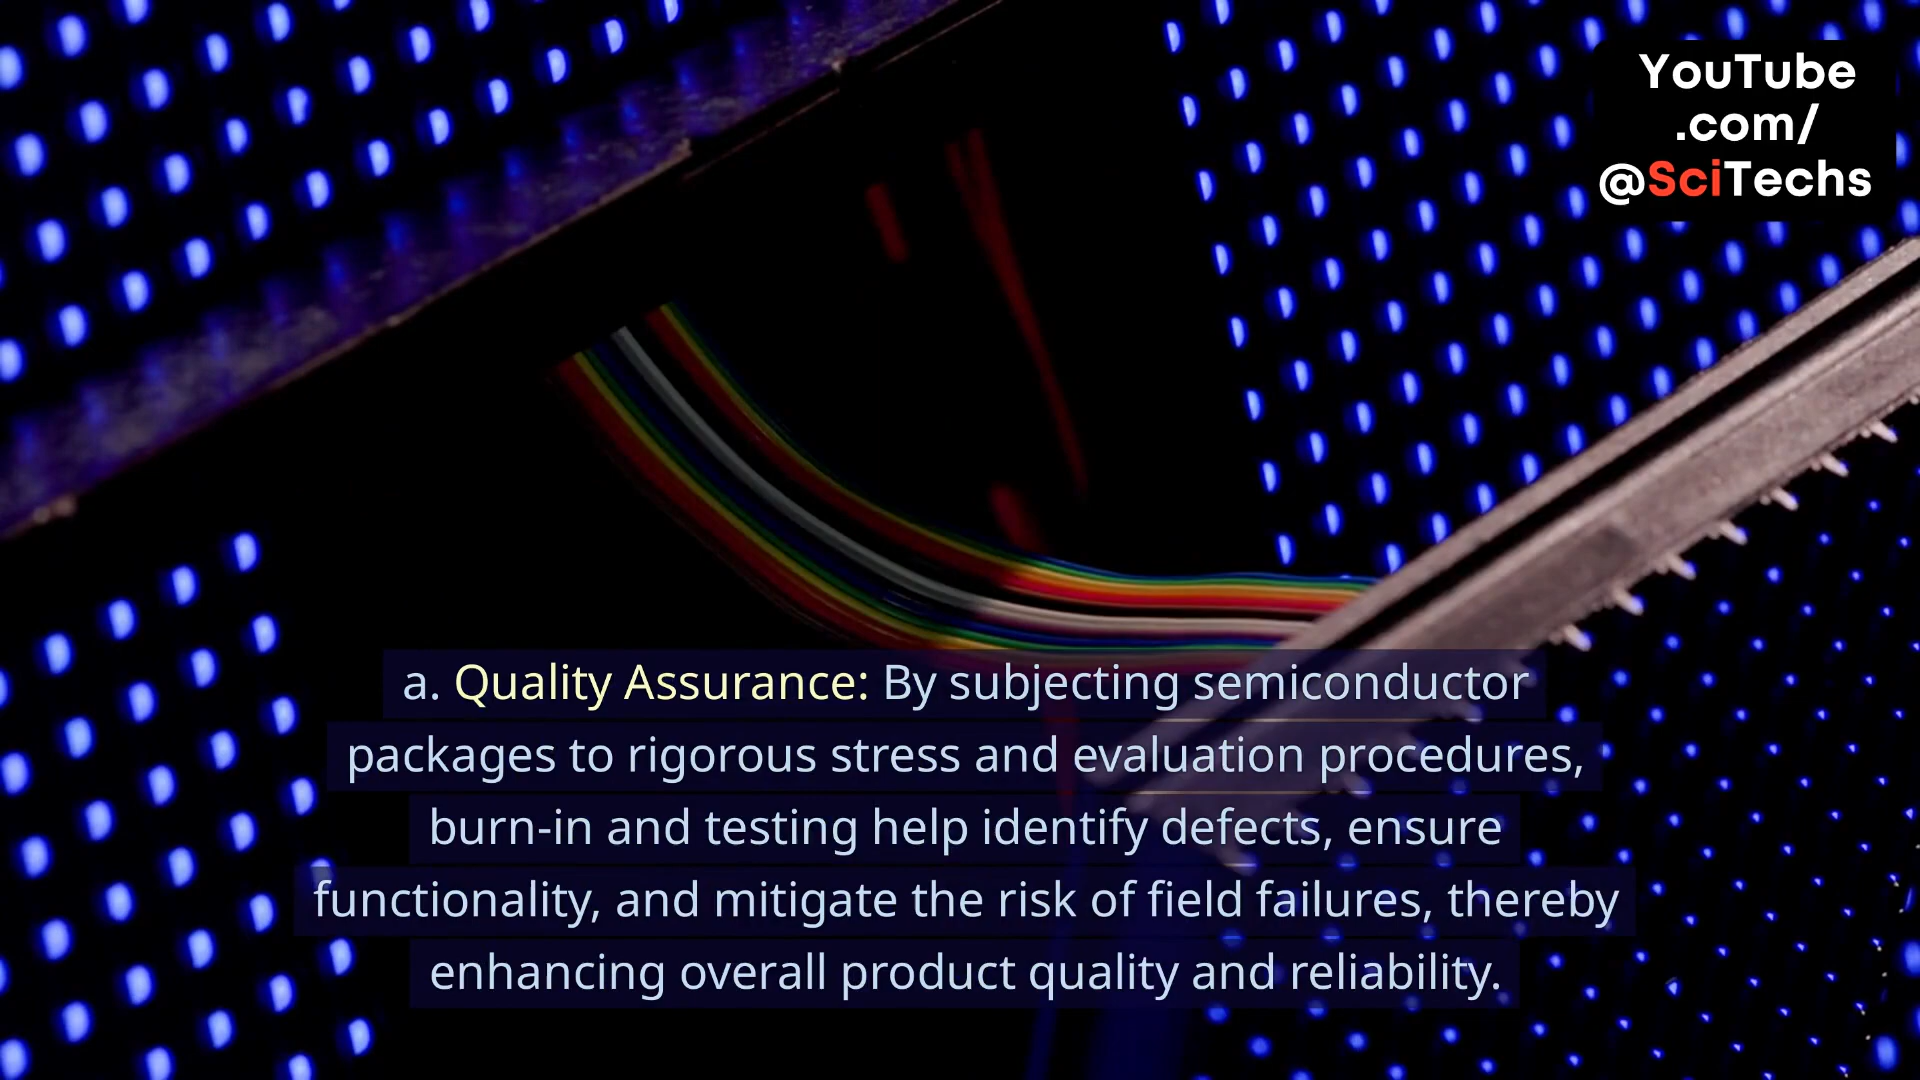 YouTube
.com/
@SciTechs
a. Quality Assurance: By subjecting semiconductor
packages to rigorous stress and evaluation procedures,
burn-in and testing help identify defects, ensure
functionality, and mitigate the risk of field failures, thereby
enhancing overall product quality and reliability.